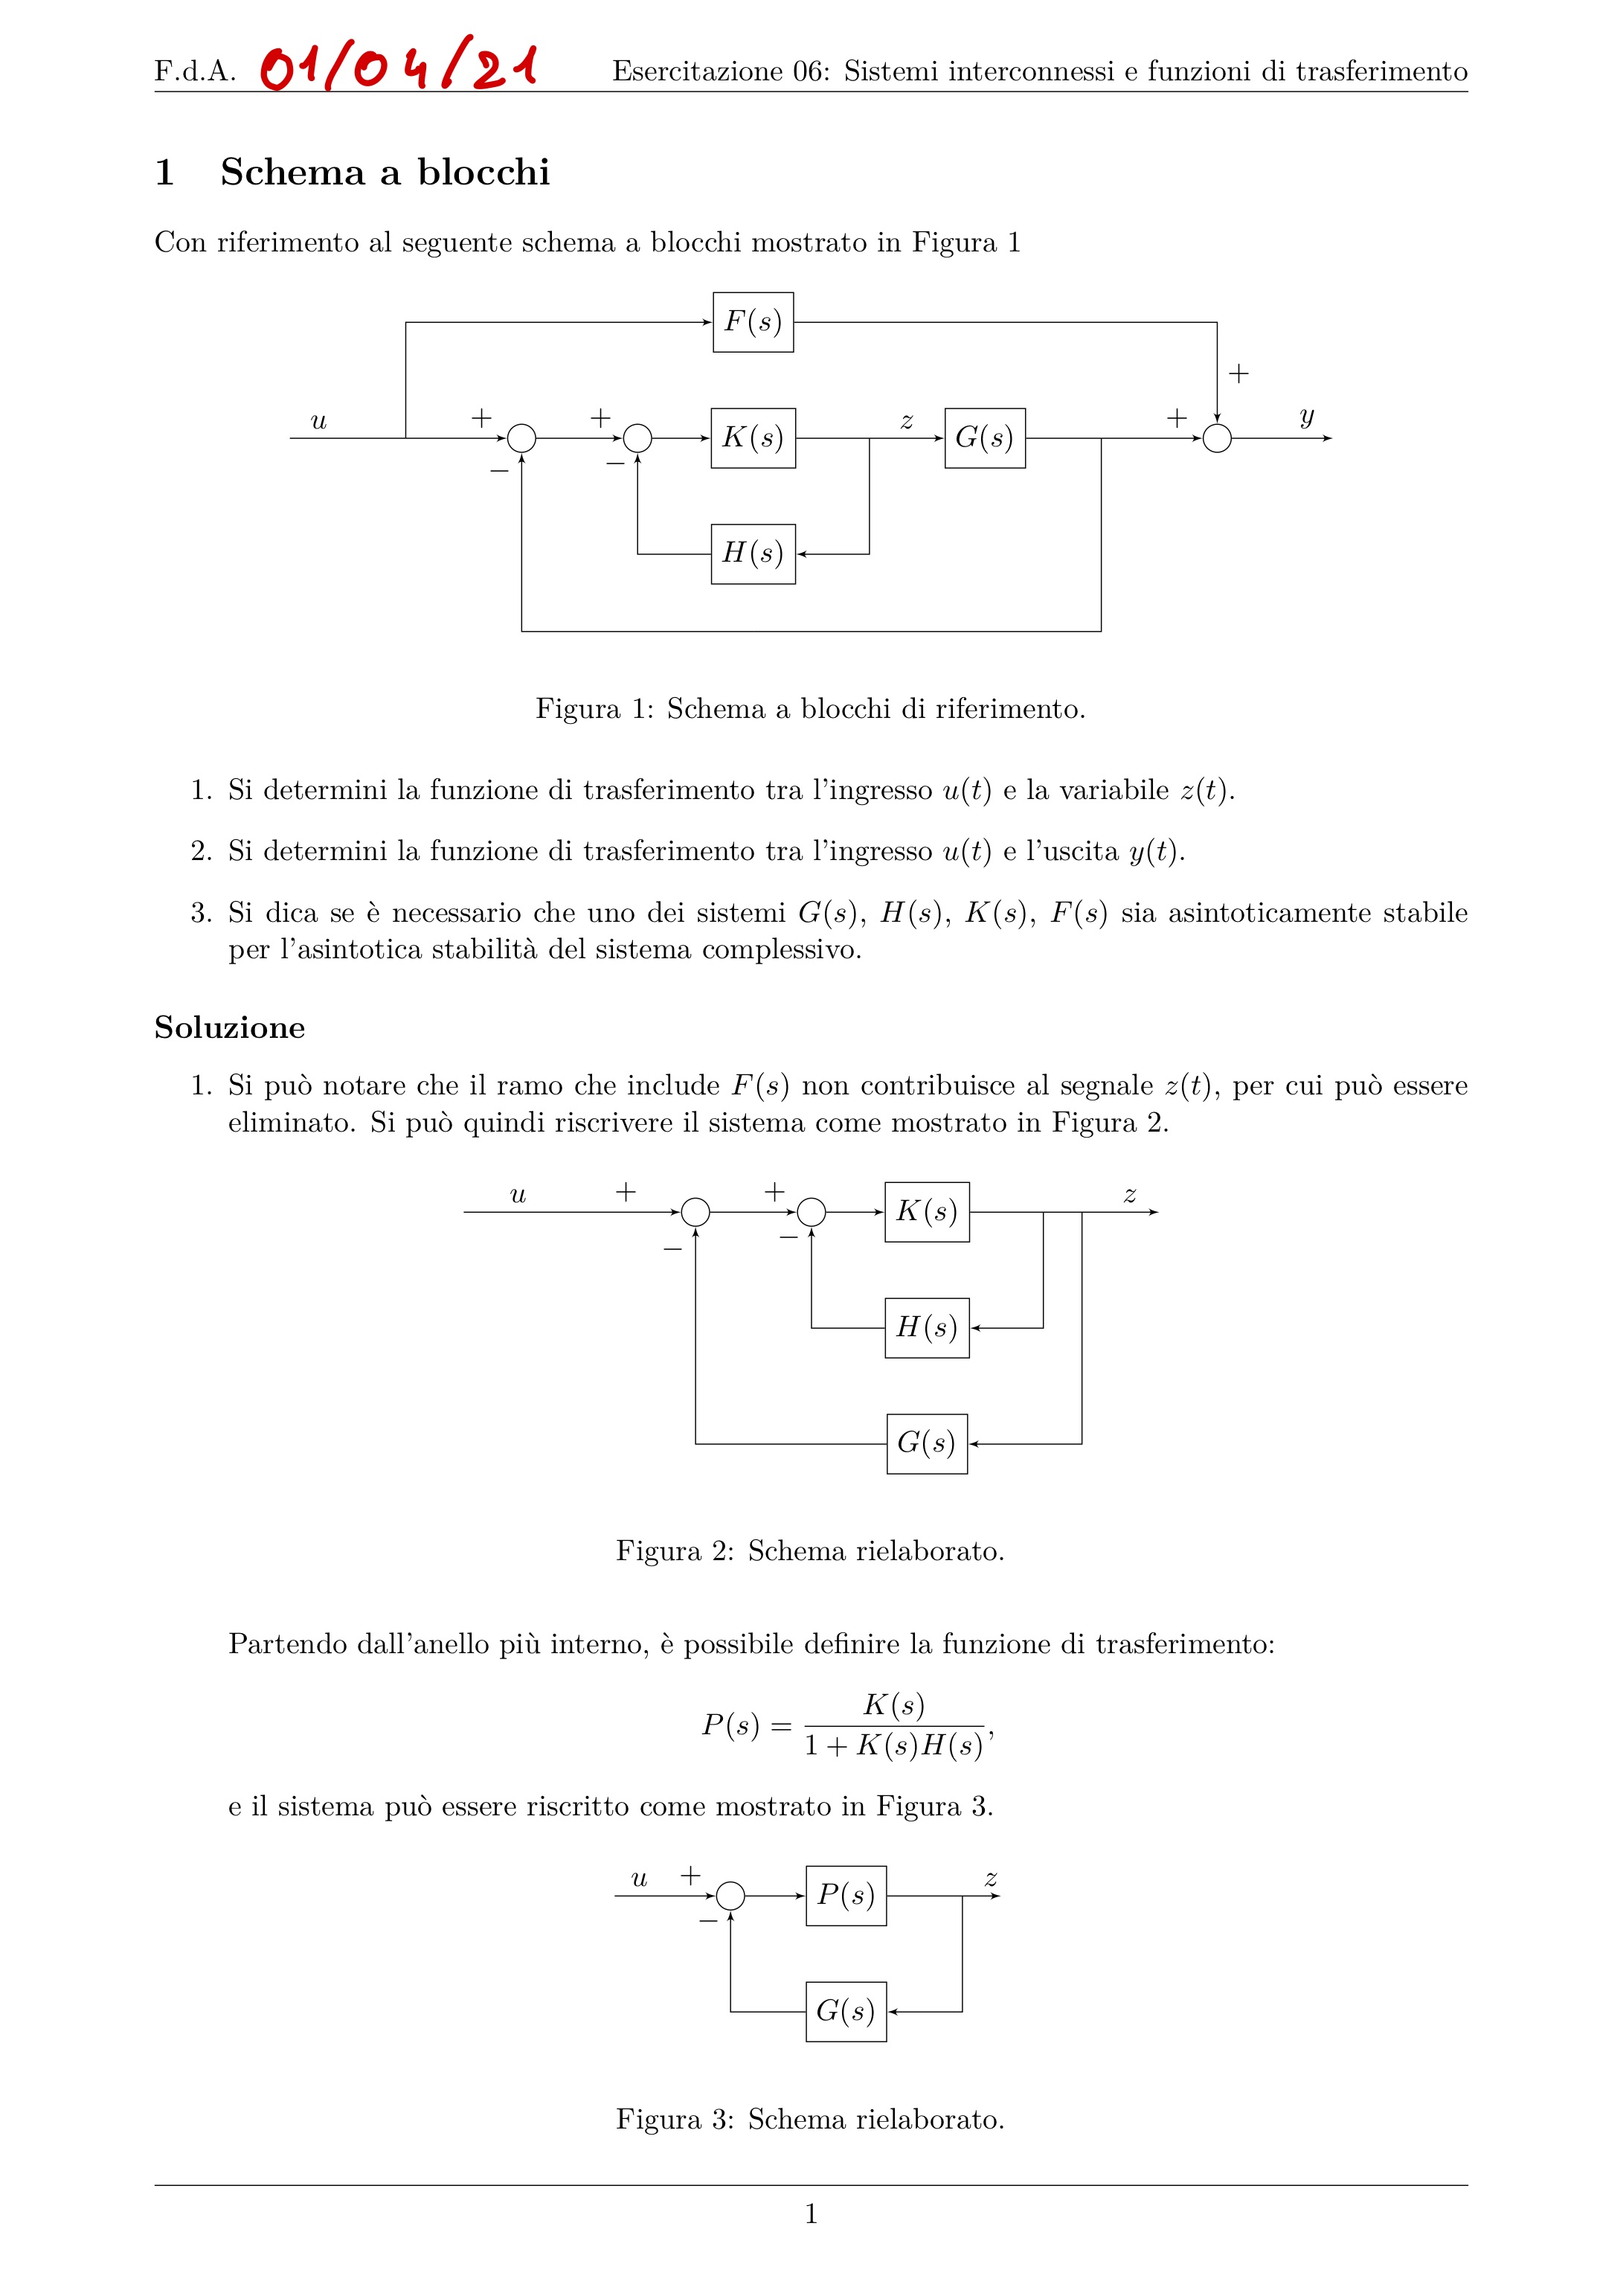 F.d.A. 01/04/21 Esercitazione 06: Sistemi interconnessi e funzioni di trasferimento
1 Schema a blocchi
Con riferimento al seguente schema a blocchi mostrato in Figura 1
F(s)
+
u + + K(s) z G(s) + y
− −
H(s)
Figura 1: Schema a blocchi di riferimento.
1. Si determini la funzione di trasferimento tra l'ingresso u(t) e la variabile z(t).
2. Si determini la funzione di trasferimento tra l'ingresso u(t) e l'uscita y(t).
3. Si dica se è necessario che uno dei sistemi G(s), H(s), K(s), F(s) sia asintoticamente stabile
per l'asintotica stabilità del sistema complessivo.
Soluzione
1. Si può notare che il ramo che include F(s) non contribuisce al segnale z(t), per cui può essere
eliminato. Si può quindi riscrivere il sistema come mostrato in Figura 2.
u + + K(s) z
− −
H(s)
G(s)
Figura 2: Schema rielaborato.
Partendo dall'anello più interno, è possibile definire la funzione di trasferimento:
P(s) = K(s) / (1 + K(s)H(s)),
e il sistema può essere riscritto come mostrato in Figura 3.
u + P(s) z
−
G(s)
Figura 3: Schema rielaborato.
1